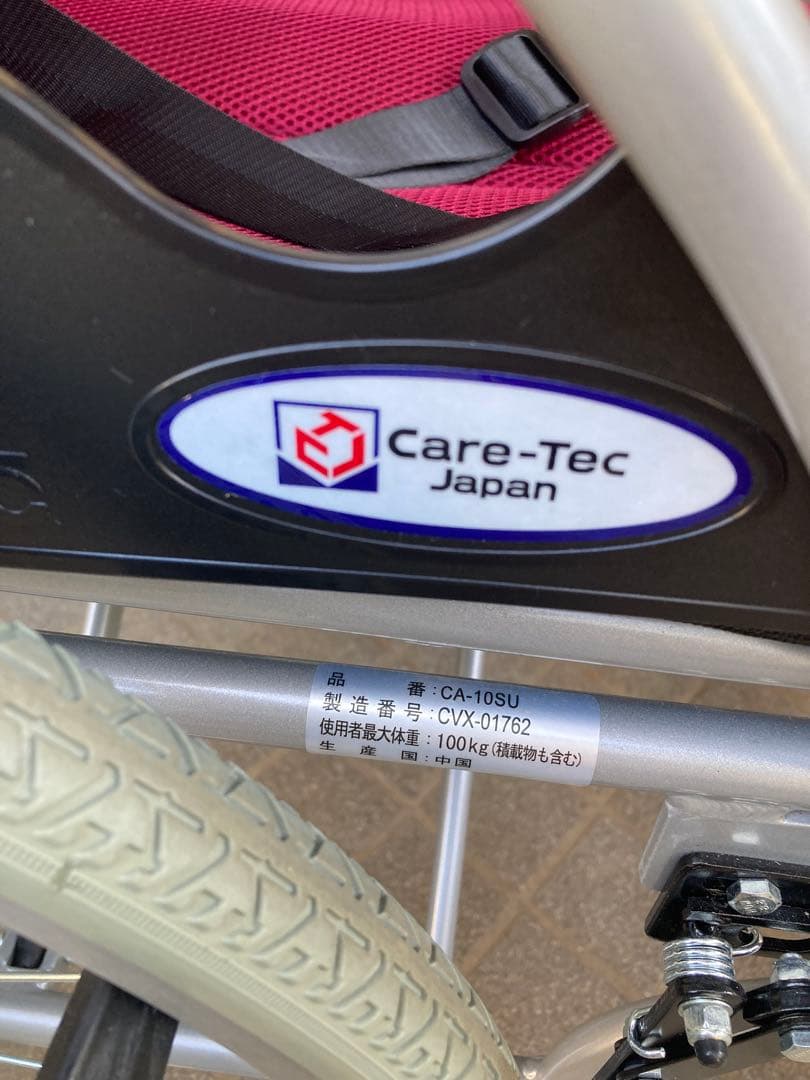 Care-Tec
Japan
品 番：CA-10SU
製造番号：CVX-01762
使用者最大体重：100kg（積載物も含む）
生 産 国：中国